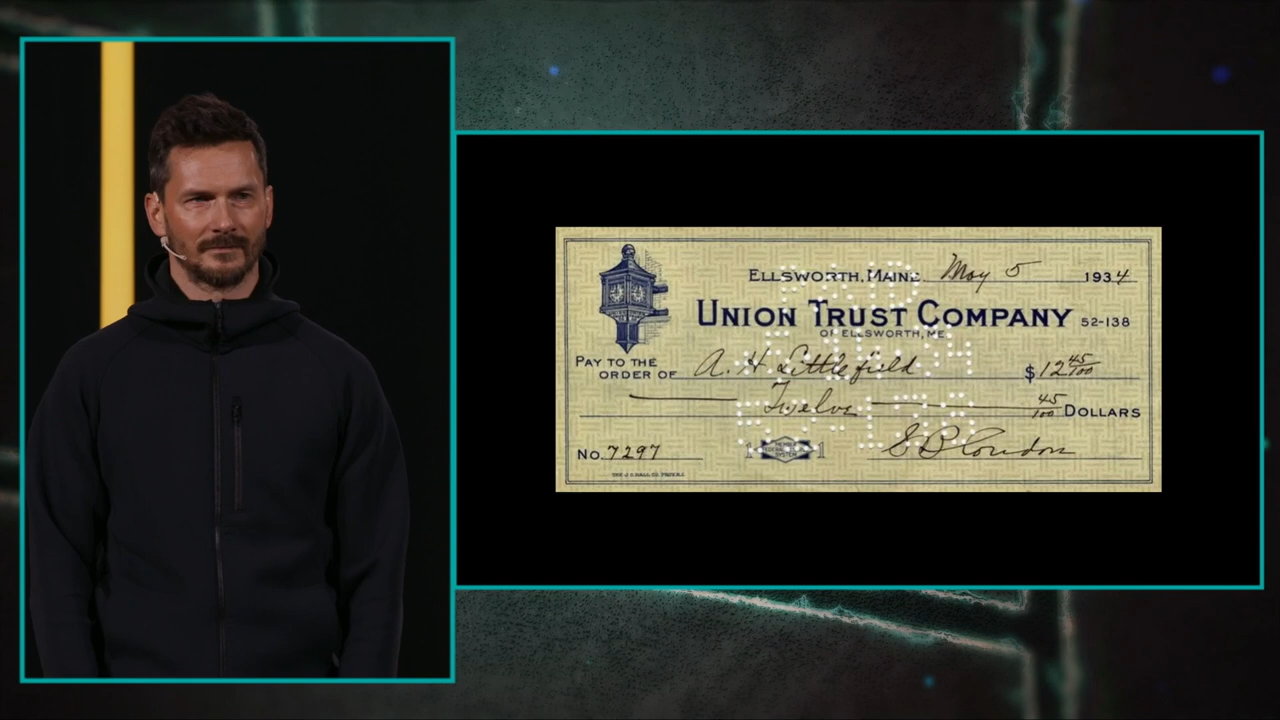 ELLSWORTH, MAINE May 5 1934
UNION TRUST COMPANY 52-138
OF ELLSWORTH, ME.
PAY TO THE
ORDER OF A. H. Littlefield $12 45/100
Twelve 45/100 DOLLARS
No. 7297 S B Condon